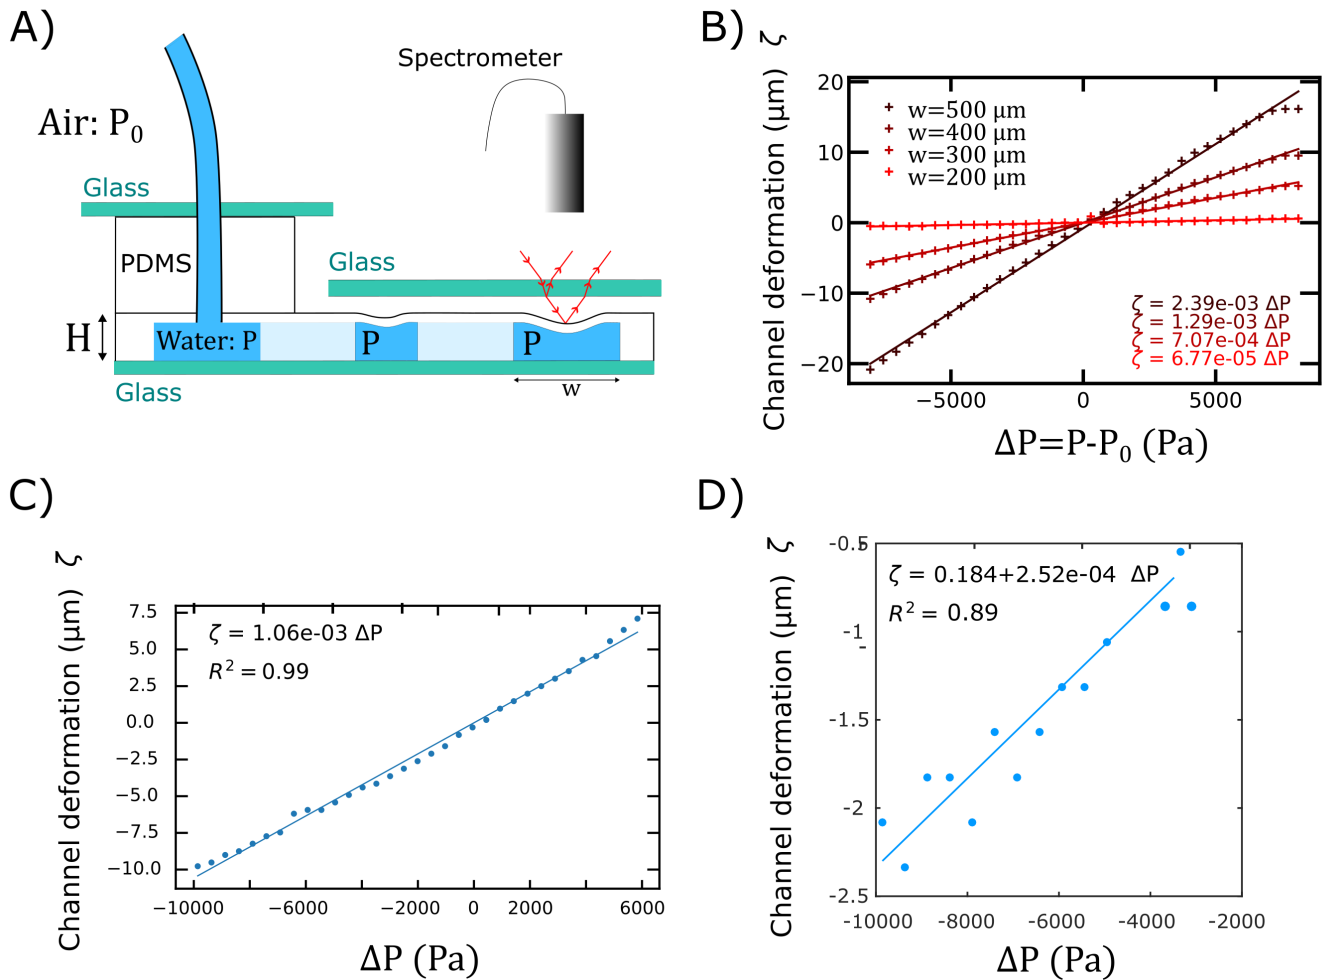 A)
Spectrometer
Air: P₀
Glass
PDMS
Glass
H
Water: P
P
P
Glass
w
B)
Channel deformation (μm) ζ
20
10
0
−10
−20
w=500 μm
w=400 μm
w=300 μm
w=200 μm
ζ = 2.39e-03 ΔP
ζ = 1.29e-03 ΔP
ζ = 7.07e-04 ΔP
ζ = 6.77e-05 ΔP
−5000 0 5000
ΔP=P-P₀ (Pa)
C)
Channel deformation (μm) ζ
7.5
5.0
2.5
0.0
−2.5
−5.0
−7.5
−10.0
ζ = 1.06e-03 ΔP
R² = 0.99
−10000 −6000 −2000 0 2000 6000
ΔP (Pa)
D)
Channel deformation (μm) ζ
-0.5
-1
-1.5
-2
-2.5
ζ = 0.184+2.52e-04 ΔP
R² = 0.89
-10000 -8000 -6000 -4000 -2000
ΔP (Pa)